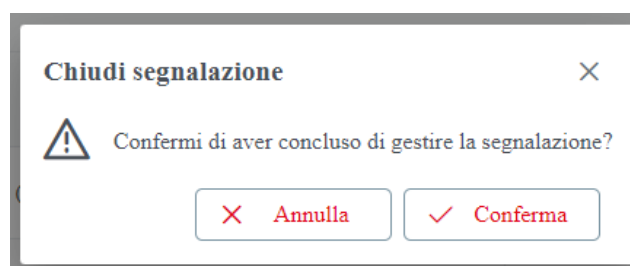 Chiudi segnalazione
Confermi di aver concluso di gestire la segnalazione?
Annulla
Conferma